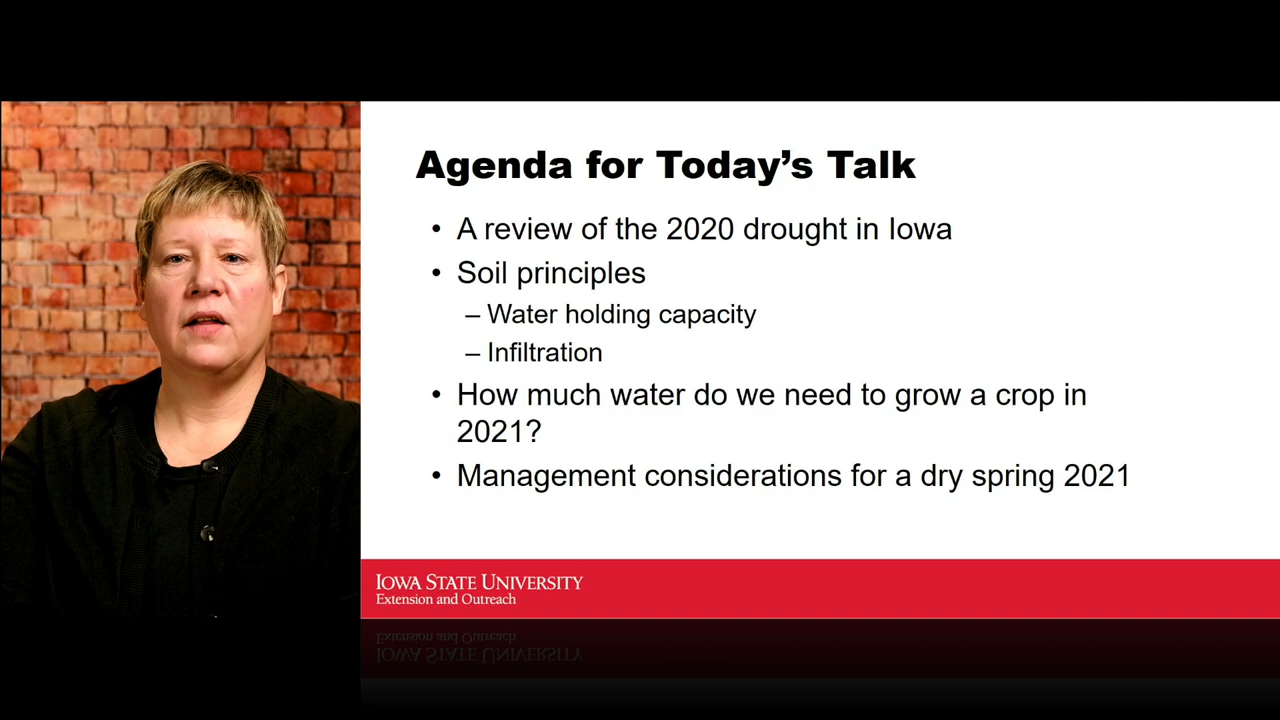 Agenda for Today’s Talk
• A review of the 2020 drought in Iowa
• Soil principles
– Water holding capacity
– Infiltration
• How much water do we need to grow a crop in
2021?
• Management considerations for a dry spring 2021
IOWA STATE UNIVERSITY
Extension and Outreach